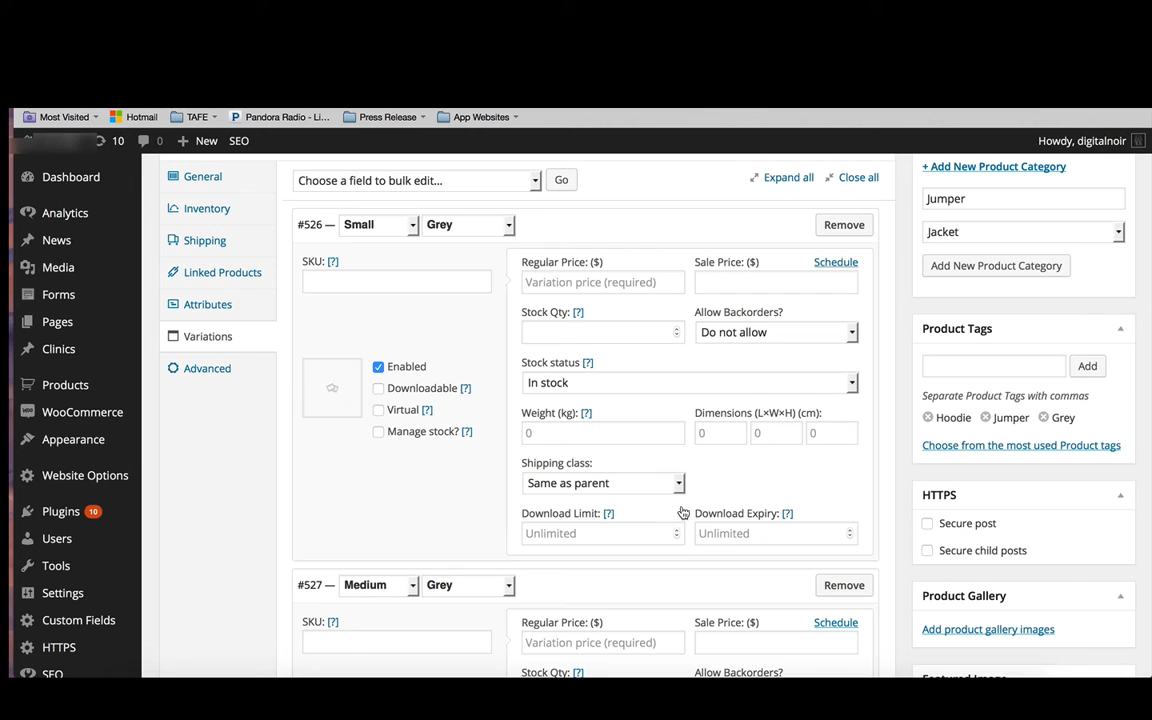 Most Visited Hotmail TAFE Pandora Radio - Li... Press Release App Websites
10 0 New SEO Howdy, digitalnoir
Dashboard
Analytics
News
Media
Forms
Pages
Clinics
Products
WooCommerce
Appearance
Website Options
Plugins 10
Users
Tools
Settings
Custom Fields
HTTPS
SEO
General
Inventory
Shipping
Linked Products
Attributes
Variations
Advanced
Choose a field to bulk edit... Go Expand all Close all
#526 — Small Grey Remove
SKU: [?]
Enabled
Downloadable [?]
Virtual [?]
Manage stock? [?]
Regular Price: ($) Sale Price: ($) Schedule
Variation price (required)
Stock Qty: [?] Allow Backorders?
Do not allow
Stock status [?]
In stock
Weight (kg): [?] Dimensions (L×W×H) (cm):
0 0 0 0
Shipping class:
Same as parent
Download Limit: [?] Download Expiry: [?]
Unlimited Unlimited
#527 — Medium Grey Remove
SKU: [?]
Regular Price: ($) Sale Price: ($) Schedule
Variation price (required)
Stock Qty: [?] Allow Backorders?
+ Add New Product Category
Jumper
Jacket
Add New Product Category
Product Tags
Add
Separate Product Tags with commas
Hoodie Jumper Grey
Choose from the most used Product tags
HTTPS
Secure post
Secure child posts
Product Gallery
Add product gallery images
Featured Image